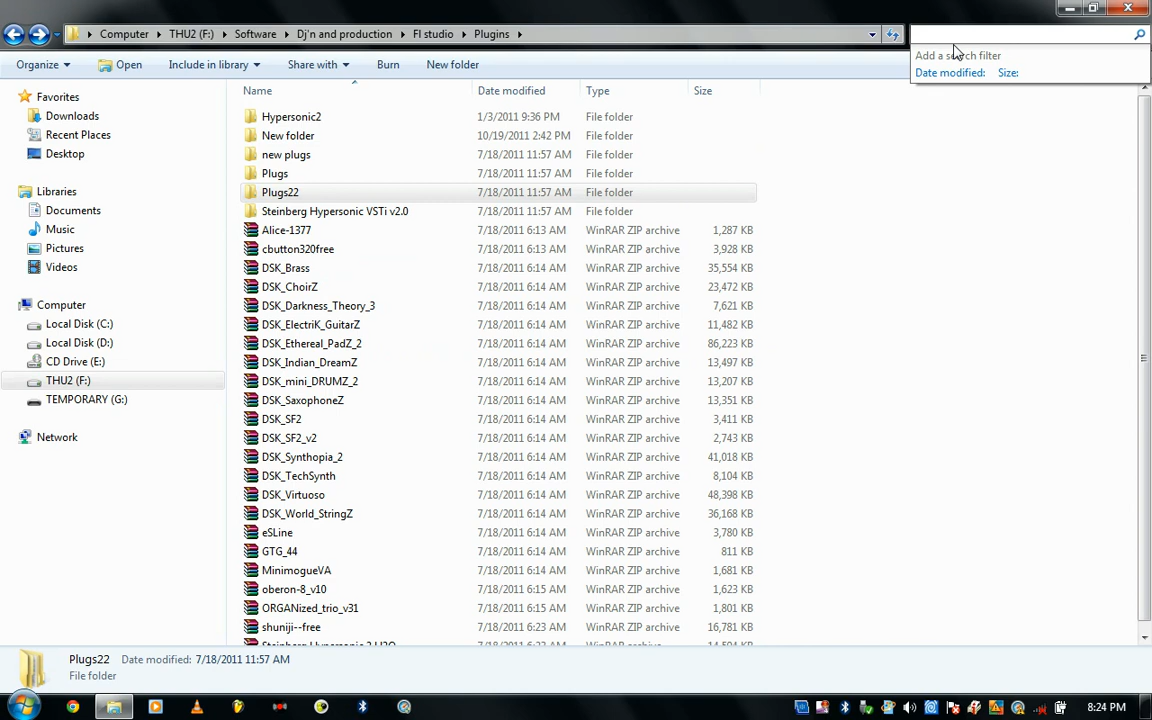 Computer ▸ THU2 (F:) ▸ Software ▸ Dj'n and production ▸ Fl studio ▸ Plugins ▸
Add a search filter
Date modified: Size:
Organize Open Include in library Share with Burn New folder
Name Date modified Type Size
Favorites
Downloads
Recent Places
Desktop
Libraries
Documents
Music
Pictures
Videos
Computer
Local Disk (C:)
Local Disk (D:)
CD Drive (E:)
THU2 (F:)
TEMPORARY (G:)
Network
Hypersonic2 1/3/2011 9:36 PM File folder
New folder 10/19/2011 2:42 PM File folder
new plugs 7/18/2011 11:57 AM File folder
Plugs 7/18/2011 11:57 AM File folder
Plugs22 7/18/2011 11:57 AM File folder
Steinberg Hypersonic VSTi v2.0 7/18/2011 11:57 AM File folder
Alice-1377 7/18/2011 6:13 AM WinRAR ZIP archive 1,287 KB
cbutton320free 7/18/2011 6:13 AM WinRAR ZIP archive 3,928 KB
DSK_Brass 7/18/2011 6:14 AM WinRAR ZIP archive 35,554 KB
DSK_ChoirZ 7/18/2011 6:14 AM WinRAR ZIP archive 23,472 KB
DSK_Darkness_Theory_3 7/18/2011 6:14 AM WinRAR ZIP archive 7,621 KB
DSK_ElectriK_GuitarZ 7/18/2011 6:14 AM WinRAR ZIP archive 11,482 KB
DSK_Ethereal_PadZ_2 7/18/2011 6:14 AM WinRAR ZIP archive 86,223 KB
DSK_Indian_DreamZ 7/18/2011 6:14 AM WinRAR ZIP archive 13,497 KB
DSK_mini_DRUMZ_2 7/18/2011 6:14 AM WinRAR ZIP archive 13,207 KB
DSK_SaxophoneZ 7/18/2011 6:14 AM WinRAR ZIP archive 13,351 KB
DSK_SF2 7/18/2011 6:14 AM WinRAR ZIP archive 3,411 KB
DSK_SF2_v2 7/18/2011 6:14 AM WinRAR ZIP archive 2,743 KB
DSK_Synthopia_2 7/18/2011 6:14 AM WinRAR ZIP archive 41,018 KB
DSK_TechSynth 7/18/2011 6:14 AM WinRAR ZIP archive 8,104 KB
DSK_Virtuoso 7/18/2011 6:14 AM WinRAR ZIP archive 48,398 KB
DSK_World_StringZ 7/18/2011 6:14 AM WinRAR ZIP archive 36,168 KB
eSLine 7/18/2011 6:14 AM WinRAR ZIP archive 3,780 KB
GTG_44 7/18/2011 6:14 AM WinRAR ZIP archive 811 KB
MinimogueVA 7/18/2011 6:14 AM WinRAR ZIP archive 1,681 KB
oberon-8_v10 7/18/2011 6:15 AM WinRAR ZIP archive 1,623 KB
ORGANized_trio_v31 7/18/2011 6:15 AM WinRAR ZIP archive 1,801 KB
shuniji--free 7/18/2011 6:23 AM WinRAR ZIP archive 16,781 KB
Plugs22 Date modified: 7/18/2011 11:57 AM
File folder
8:24 PM